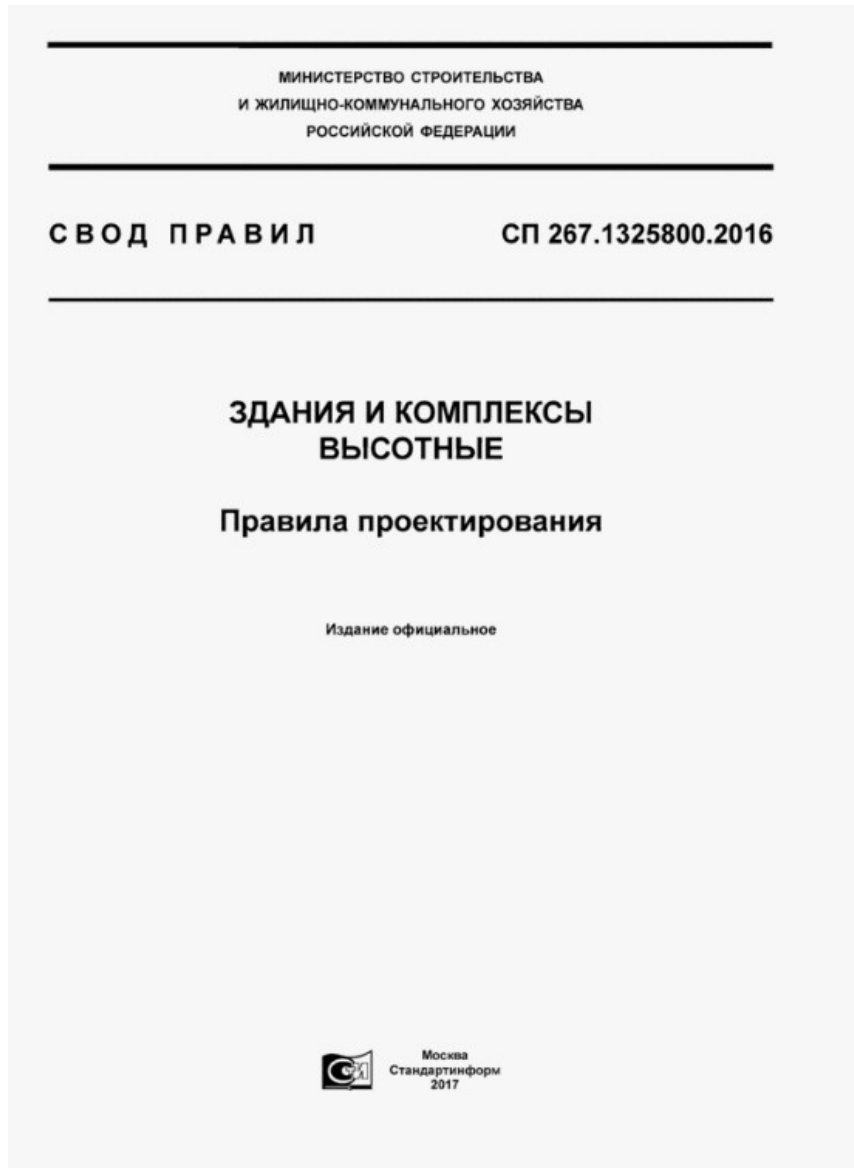 МИНИСТЕРСТВО СТРОИТЕЛЬСТВА
И ЖИЛИЩНО-КОММУНАЛЬНОГО ХОЗЯЙСТВА
РОССИЙСКОЙ ФЕДЕРАЦИИ
СВОД ПРАВИЛ СП 267.1325800.2016
ЗДАНИЯ И КОМПЛЕКСЫ
ВЫСОТНЫЕ
Правила проектирования
Издание официальное
Москва
Стандартинформ
2017